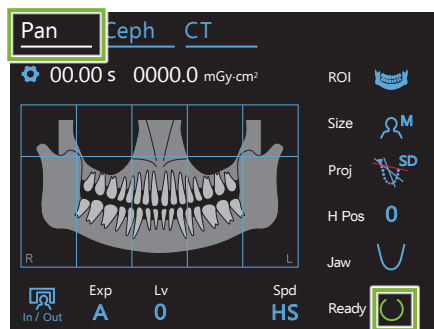 Pan Ceph CT
00.00 s 0000.0 mGy·cm²
ROI
Size M
Proj SD
H Pos 0
R L
Jaw
In / Out
Exp Lv Spd
A 0 HS
Ready